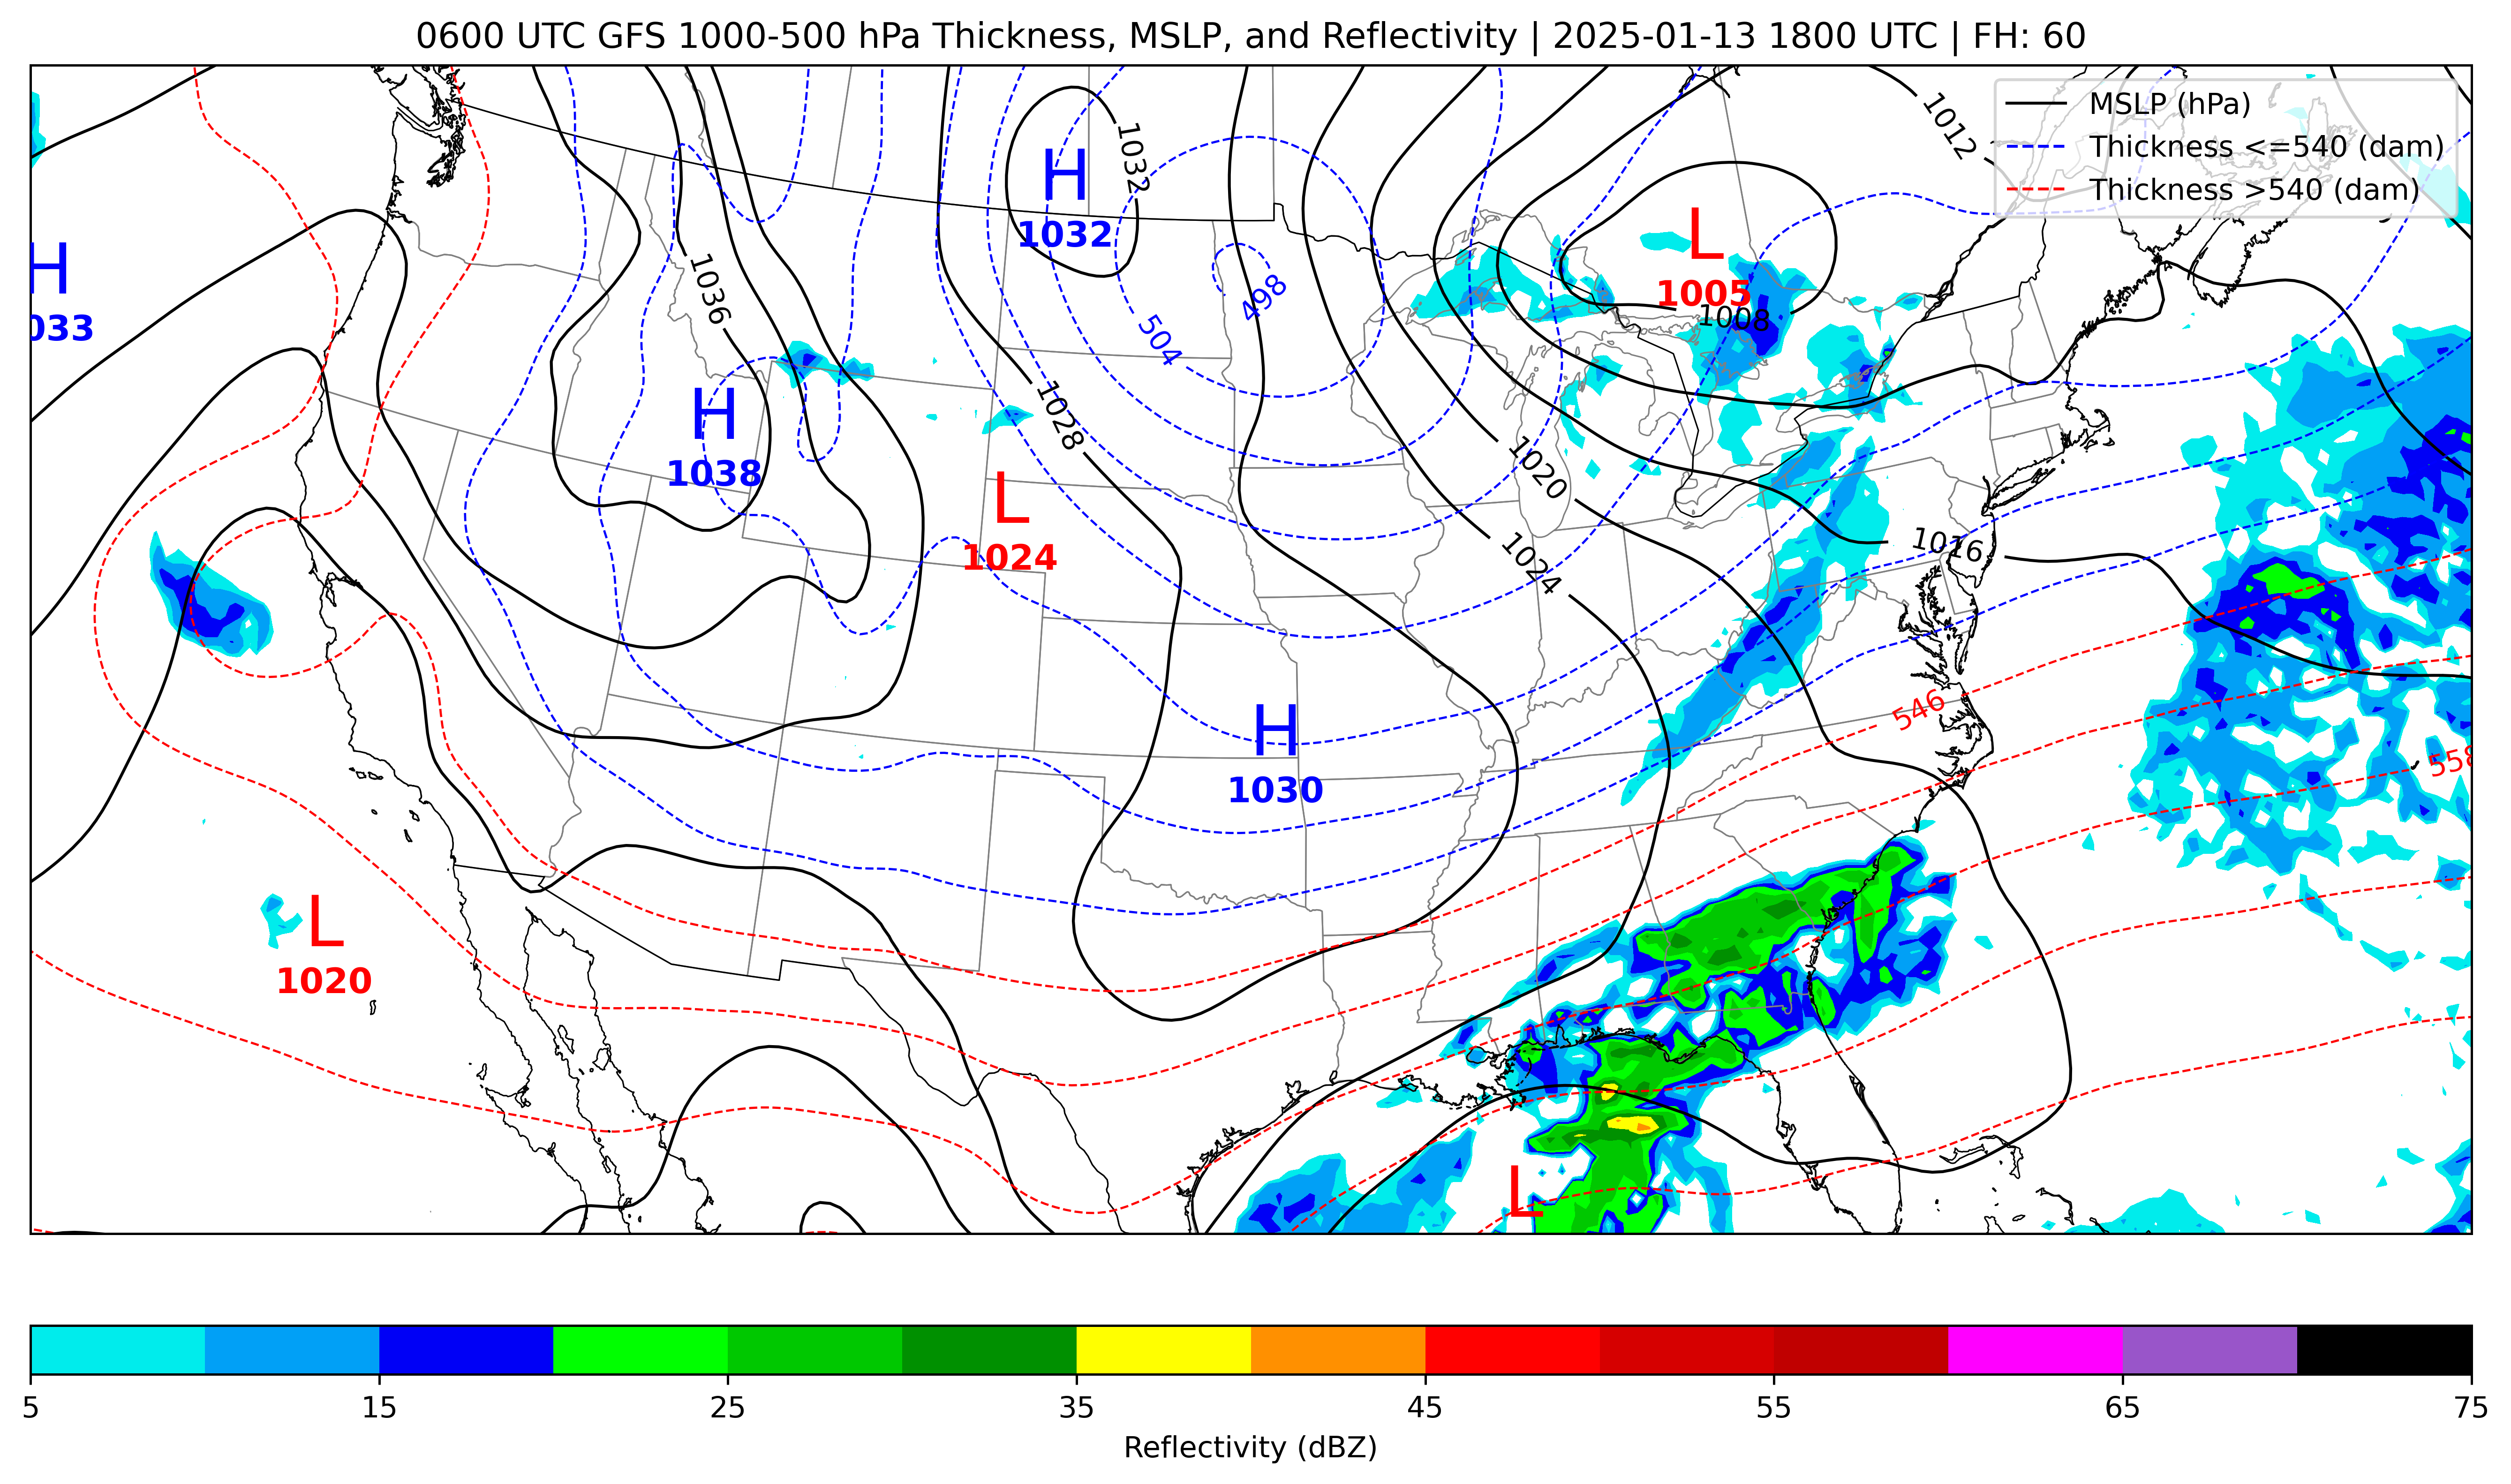 0600 UTC GFS 1000-500 hPa Thickness, MSLP, and Reflectivity | 2025-01-13 1800 UTC | FH: 60
MSLP (hPa)
Thickness <=540 (dam)
Thickness >540 (dam)
1012
1032
H
1032
L
1005
1008
H
033
1036
498
504
H
1038
1028
1020
L
1024
1024
1016
546
558
H
1030
L
1020
L
5 15 25 35 45 55 65 75
Reflectivity (dBZ)